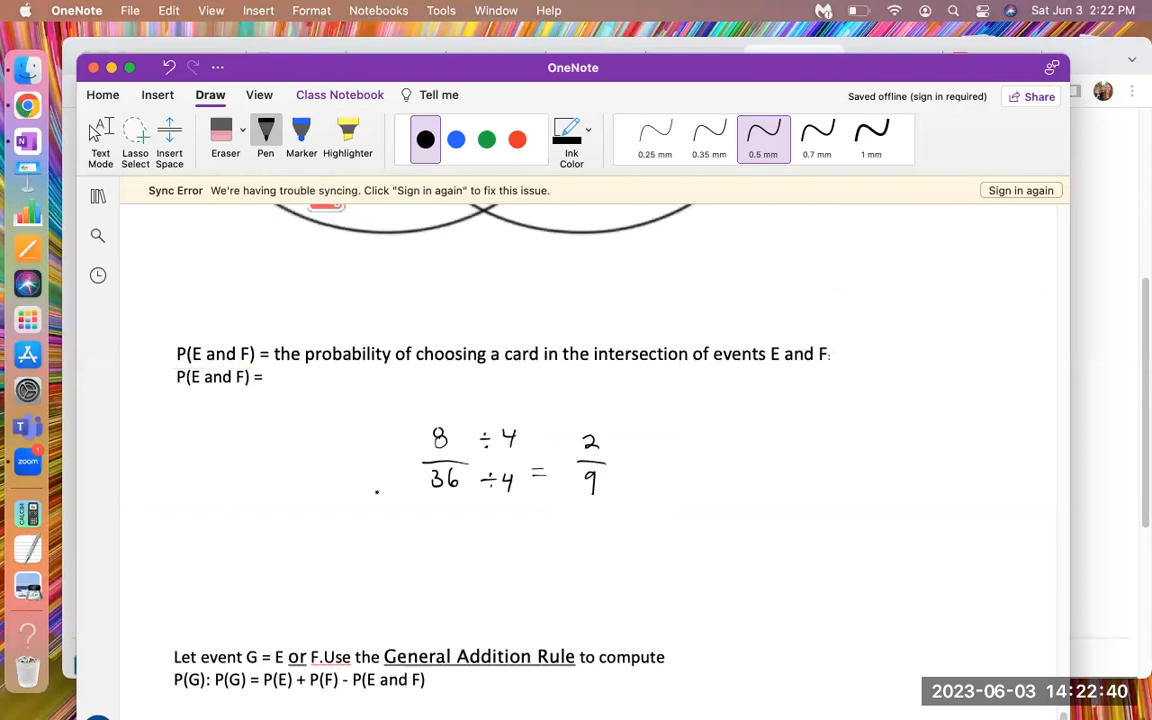 OneNote File Edit View Insert Format Notebooks Tools Window Help Sat Jun 3 2:22 PM
OneNote
Home Insert Draw View Class Notebook Tell me
Saved offline (sign in required) Share
Text Mode
Lasso Select
Insert Space
Eraser
Pen
Marker
Highlighter
Ink Color
0.25 mm 0.35 mm 0.5 mm 0.7 mm 1 mm
Sync Error We're having trouble syncing. Click "Sign in again" to fix this issue. Sign in again
P(E and F) = the probability of choosing a card in the intersection of events E and F:
P(E and F) =
8 ÷ 4 2
36 ÷ 4 = 9
1
zoom
CALC84
Let event G = E or F.Use the General Addition Rule to compute
P(G): P(G) = P(E) + P(F) - P(E and F)
2023-06-03 14:22:40